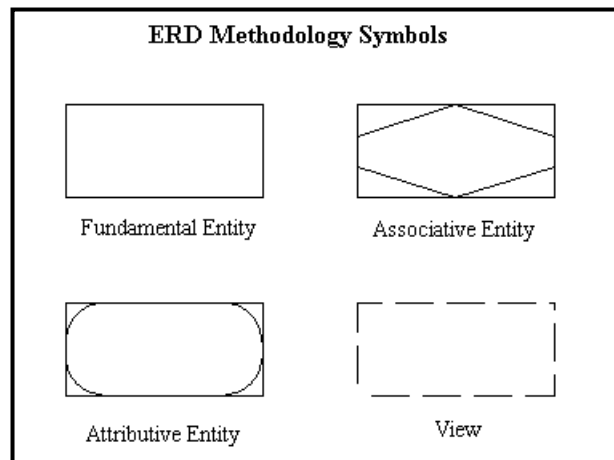 ERD Methodology Symbols
Fundamental Entity
Associative Entity
Attributive Entity
View